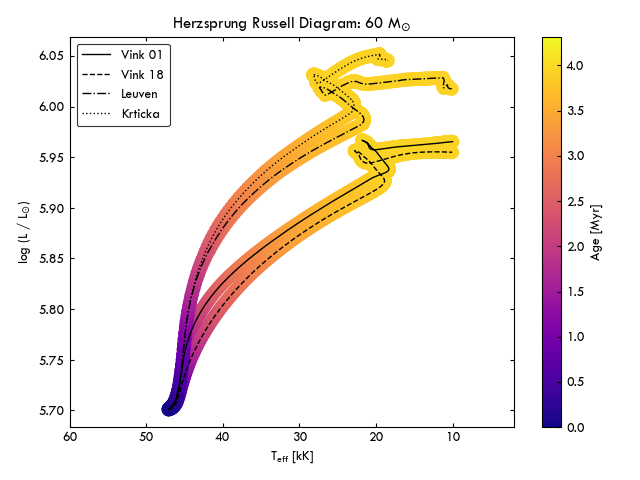 Herzsprung Russell Diagram: 60 M⊙
Vink 01
Vink 18
Leuven
Krticka
6.05
6.00
5.95
5.90
5.85
5.80
5.75
5.70
log (L / L⊙)
60
50
40
30
20
10
T_eff [kK]
4.0
3.5
3.0
2.5
2.0
1.5
1.0
0.5
0.0
Age [Myr]